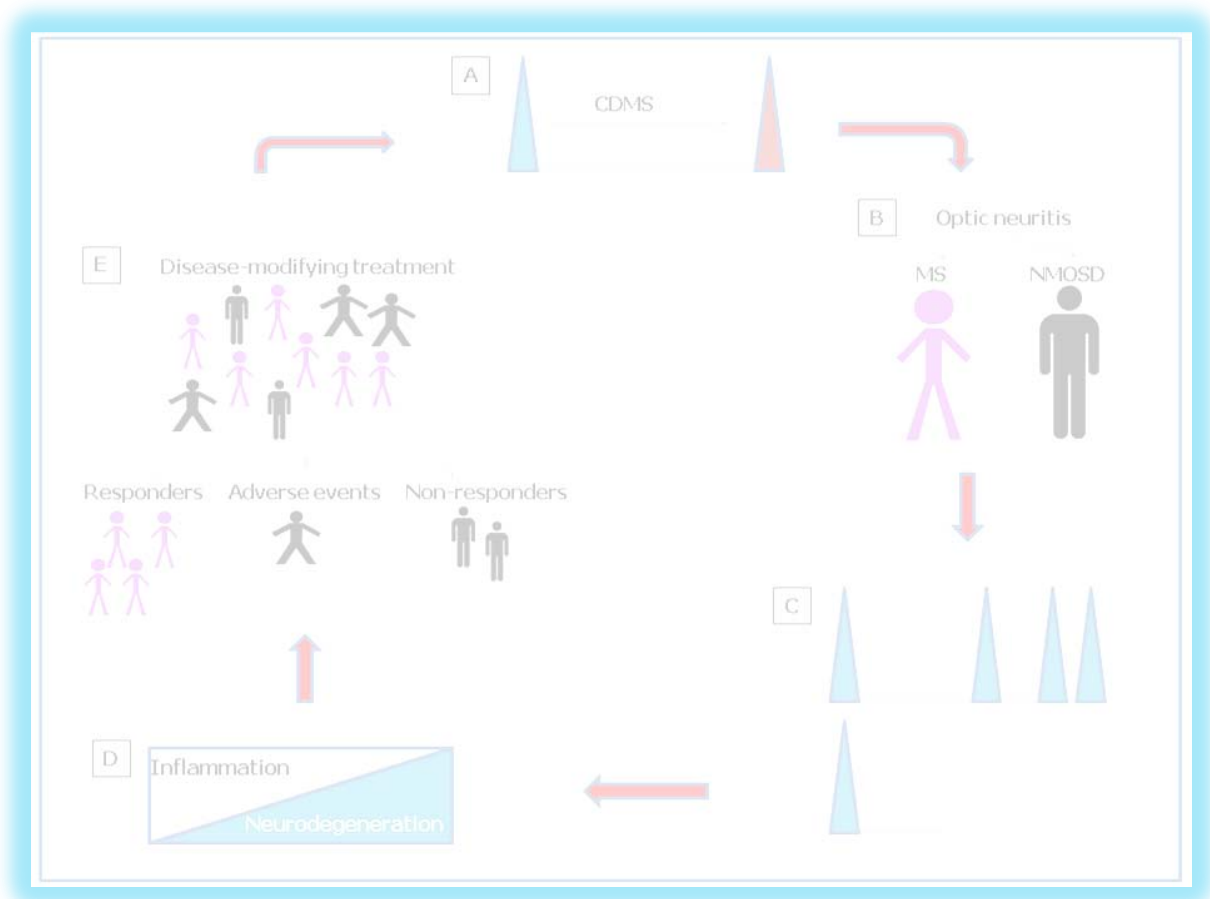 A
CDMS
B
Optic neuritis
MS
NMOSD
E
Disease-modifying treatment
Responders
Adverse events
Non-responders
C
D
Inflammation
Neurodegeneration